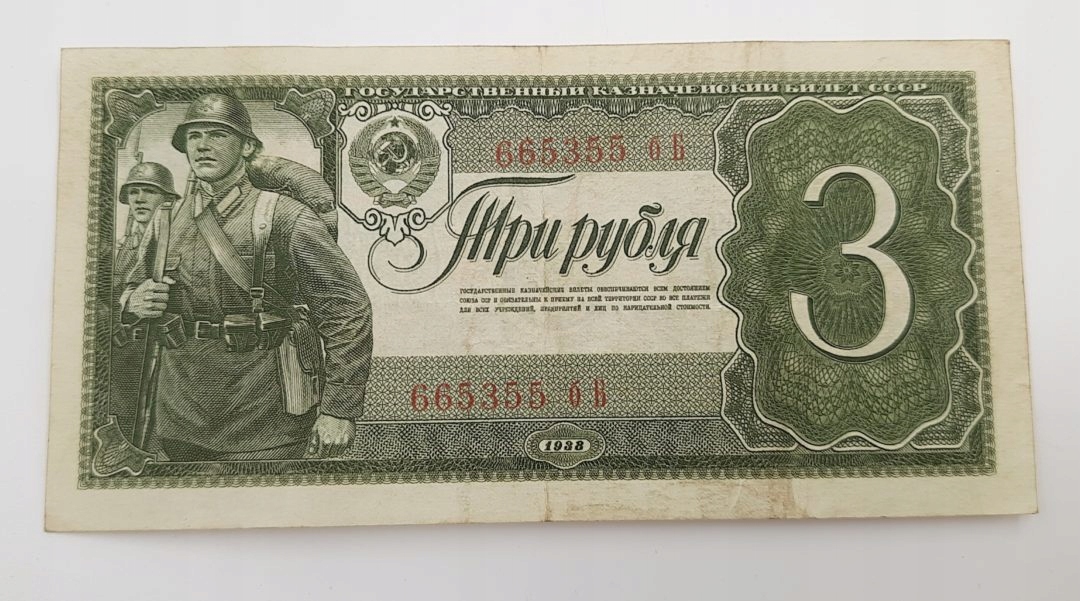 ГОСУДАРСТВЕННЫЙ КАЗНАЧЕЙСКИЙ БИЛЕТ СССР
665355 бВ
Три рубля
ГОСУДАРСТВЕННЫЕ КАЗНАЧЕЙСКИЕ БИЛЕТЫ ОБЕСПЕЧИВАЮТСЯ ВСЕМ ДОСТОЯНИЕМ
СОЮЗА ССР И ОБЯЗАТЕЛЬНЫ К ПРИЕМУ НА ВСЕЙ ТЕРРИТОРИИ СССР ВО ВСЕ ПЛАТЕЖИ
ДЛЯ ВСЕХ УЧРЕЖДЕНИЙ, ПРЕДПРИЯТИЙ И ЛИЦ ПО НАРИЦАТЕЛЬНОЙ СТОИМОСТИ.
3
665355 бВ
1938